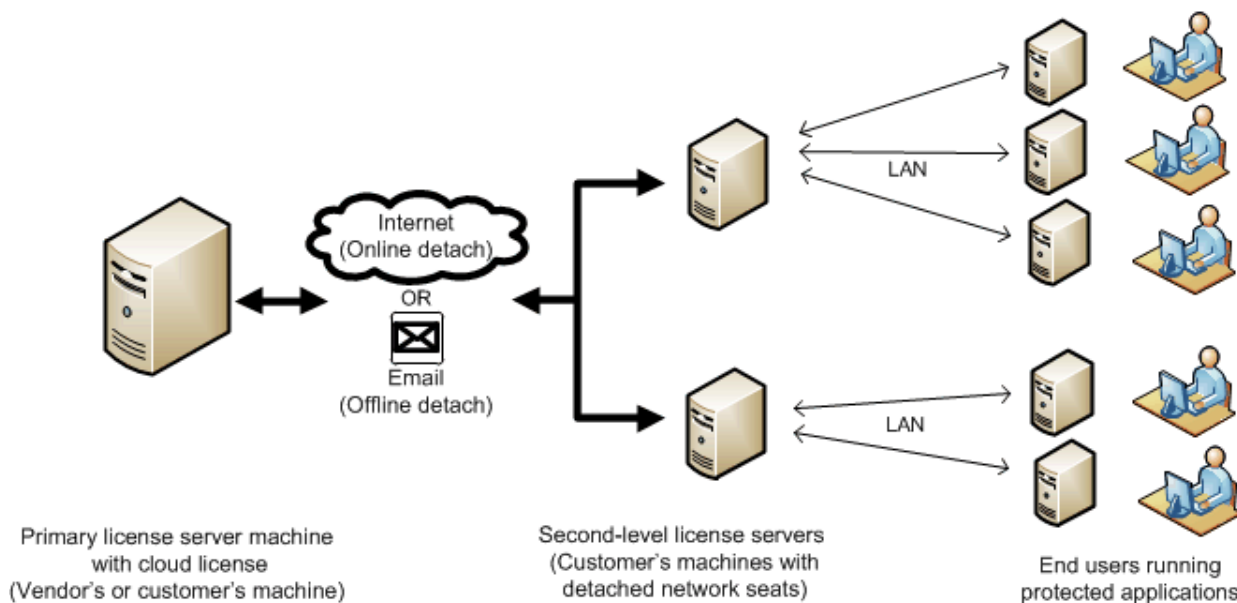 Internet
(Online detach)
OR
Email
(Offline detach)
LAN
LAN
Primary license server machine
with cloud license
(Vendor's or customer's machine)
Second-level license servers
(Customer's machines with
detached network seats)
End users running
protected applications